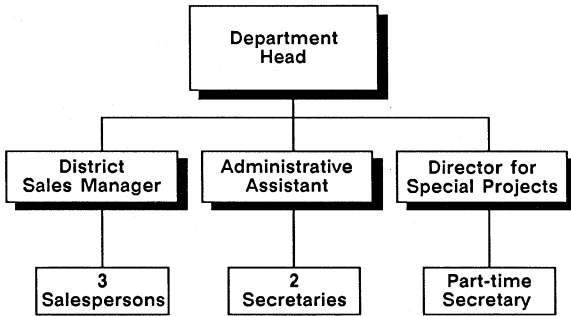 Department
Head
District
Sales Manager
Administrative
Assistant
Director for
Special Projects
3
Salespersons
2
Secretaries
Part-time
Secretary